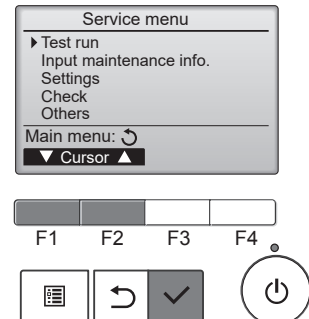 Service menu
Test run
Input maintenance info.
Settings
Check
Others
Main menu:
▼ Cursor ▲
F1 F2 F3 F4